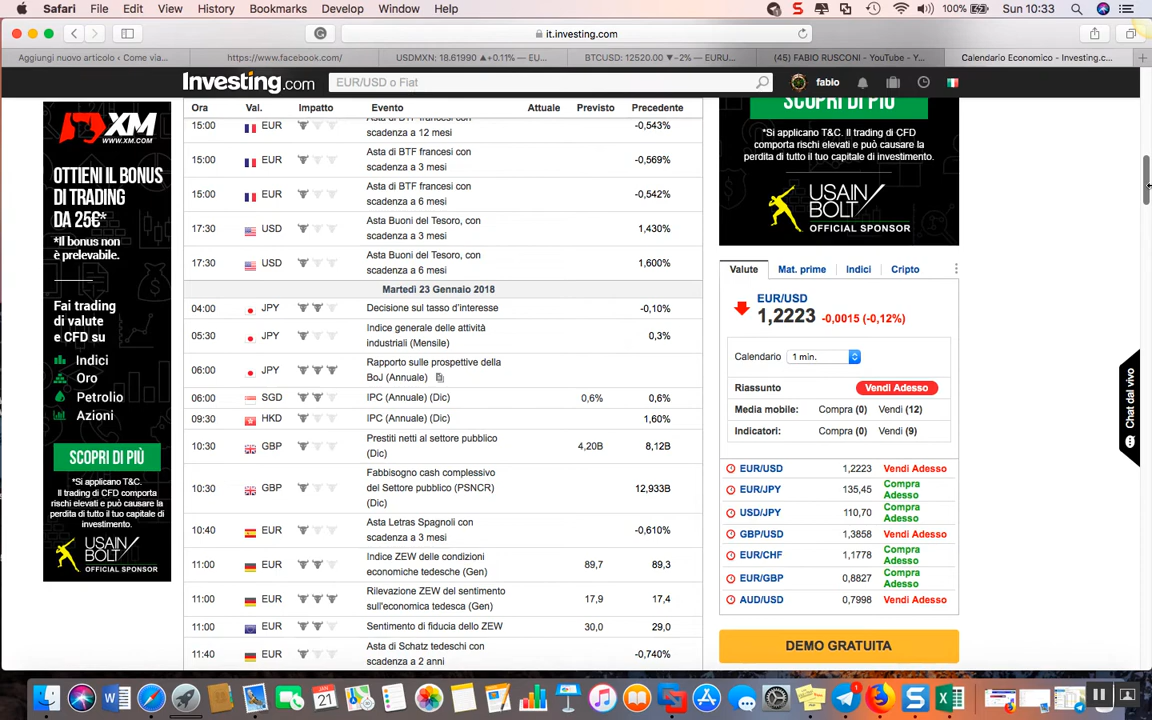 Safari File Edit View History Bookmarks Develop Window Help 100% Sun 10:33
it.investing.com
Aggiungi nuovo articolo ‹ Come via... https://www.facebook.com/ USDMXN: 18.61990 ▲+0.11% — EU... BTCUSD: 12520.00 ▼−2% — EURU... (45) FABIO RUSCONI - YouTube - Y... Calendario Economico - Investing.c...
Investing.com EUR/USD o Fiat fabio
Ora Val. Impatto Evento Attuale Previsto Precedente
15:00 EUR Asta di BTF francesi con
scadenza a 12 mesi -0,543%
15:00 EUR Asta di BTF francesi con
scadenza a 3 mesi -0,569%
15:00 EUR Asta di BTF francesi con
scadenza a 6 mesi -0,542%
17:30 USD Asta Buoni del Tesoro, con
scadenza a 3 mesi 1,430%
17:30 USD Asta Buoni del Tesoro, con
scadenza a 6 mesi 1,600%
Martedì 23 Gennaio 2018
04:00 JPY Decisione sul tasso d'interesse -0,10%
05:30 JPY Indice generale delle attività
industriali (Mensile) 0,3%
06:00 JPY Rapporto sulle prospettive della
BoJ (Annuale)
06:00 SGD IPC (Annuale) (Dic) 0,6% 0,6%
09:30 HKD IPC (Annuale) (Dic) 1,60%
10:30 GBP Prestiti netti al settore pubblico
(Dic) 4,20B 8,12B
10:30 GBP Fabbisogno cash complessivo
del Settore pubblico (PSNCR)
(Dic) 12,933B
10:40 EUR Asta Letras Spagnoli con
scadenza a 3 mesi -0,610%
11:00 EUR Indice ZEW delle condizioni
economiche tedesche (Gen) 89,7 89,3
11:00 EUR Rilevazione ZEW del sentimento
sull'economica tedesca (Gen) 17,9 17,4
11:00 EUR Sentimento di fiducia dello ZEW 30,0 29,0
11:40 EUR Asta di Schatz tedeschi con
scadenza a 2 anni -0,740%
XM
WWW.XM.COM
OTTIENI IL BONUS
DI TRADING
DA 25€*
*Il bonus non
è prelevabile.
Fai trading
di valute
e CFD su
Indici
Oro
Petrolio
Azioni
SCOPRI DI PIÙ
*Si applicano T&C.
Il trading di CFD
comporta rischi elevati e può
causare la perdita di tutto il tuo capitale di
investimento.
USAIN
BOLT
OFFICIAL SPONSOR
SCOPRI DI PIÙ
*Si applicano T&C. Il trading di CFD
comporta rischi elevati e può causare la
perdita di tutto il tuo capitale di investimento.
USAIN
BOLT
OFFICIAL SPONSOR
Valute Mat. prime Indici Cripto
EUR/USD
1,2223 -0,0015 (-0,12%)
Calendario 1 min.
Riassunto Vendi Adesso
Media mobile: Compra (0) Vendi (12)
Indicatori: Compra (0) Vendi (9)
EUR/USD 1,2223 Vendi Adesso
EUR/JPY 135,45 Compra
Adesso
USD/JPY 110,70 Compra
Adesso
GBP/USD 1,3858 Vendi Adesso
EUR/CHF 1,1778 Compra
Adesso
EUR/GBP 0,8827 Compra
Adesso
AUD/USD 0,7998 Vendi Adesso
DEMO GRATUITA
Chat dal vivo
JAN
21